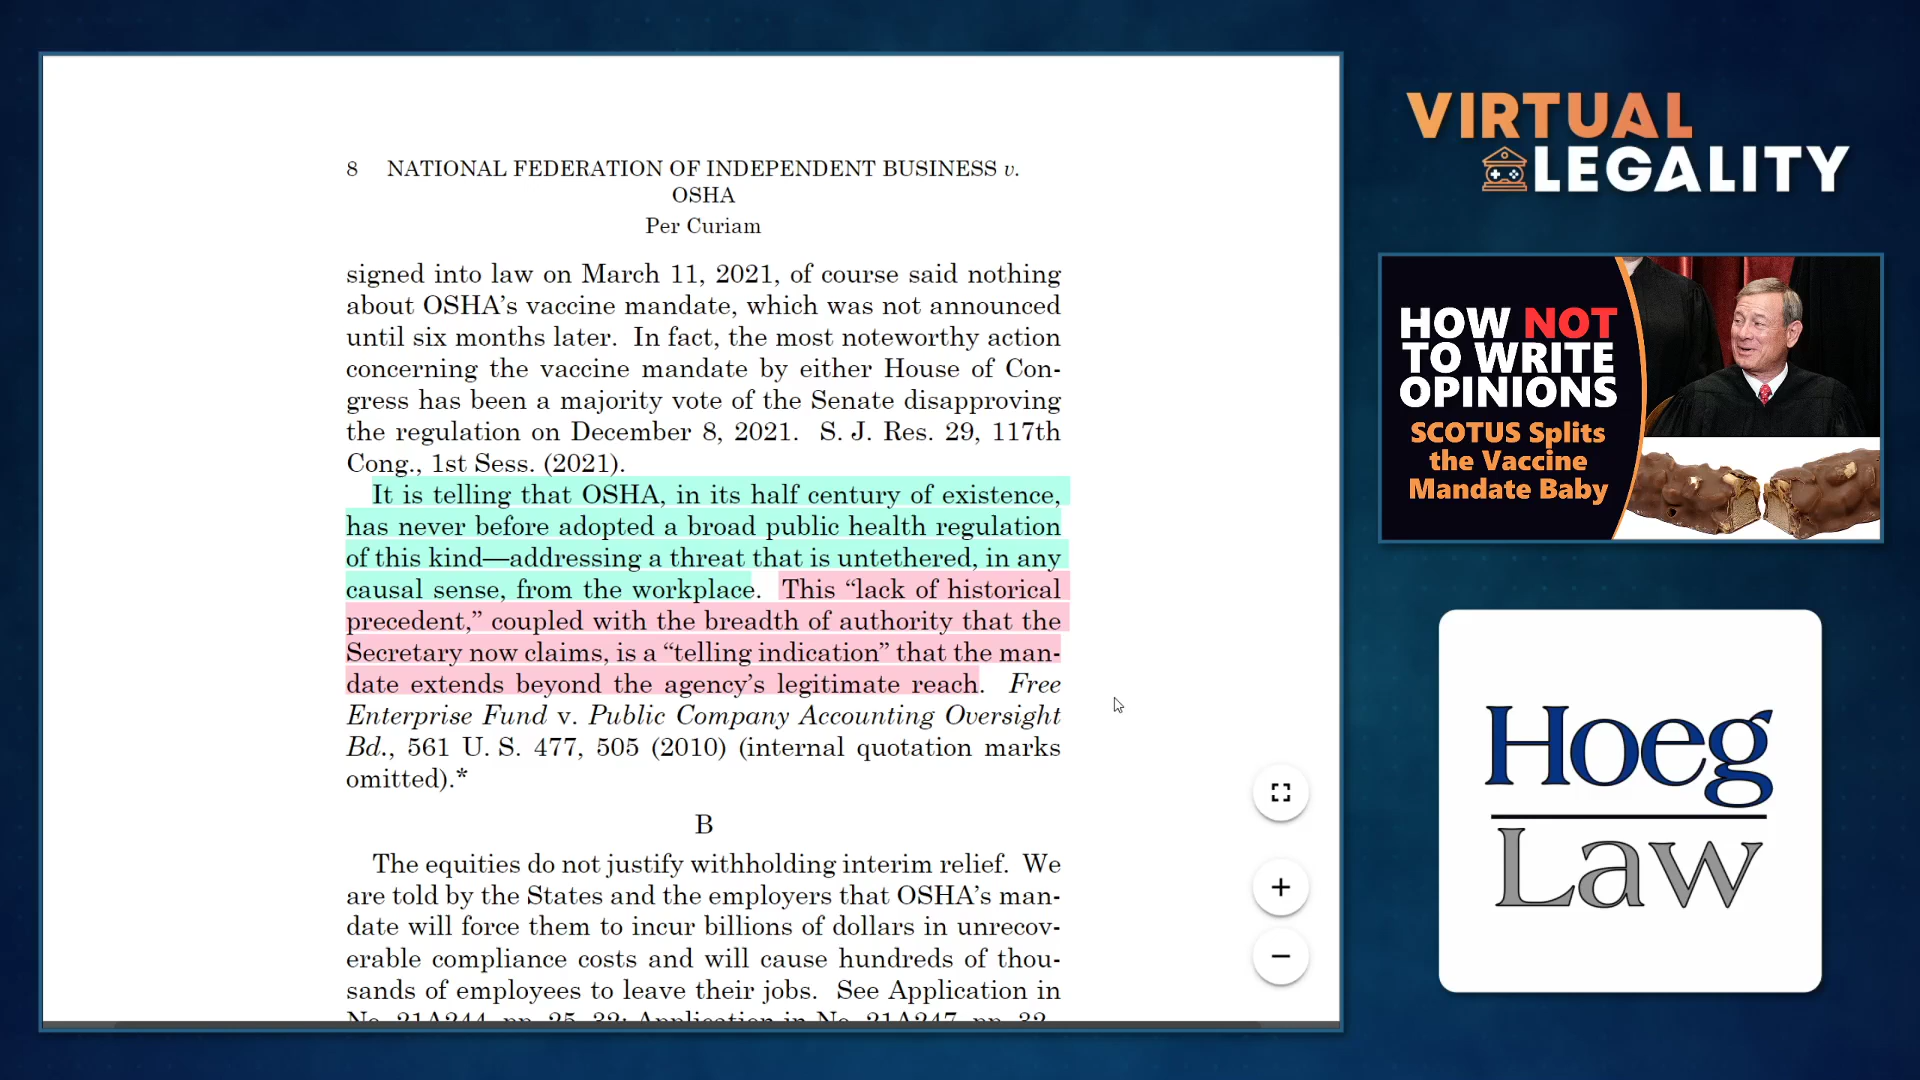 8 NATIONAL FEDERATION OF INDEPENDENT BUSINESS v.
OSHA
Per Curiam
signed into law on March 11, 2021, of course said nothing
about OSHA’s vaccine mandate, which was not announced
until six months later. In fact, the most noteworthy action
concerning the vaccine mandate by either House of Con-
gress has been a majority vote of the Senate disapproving
the regulation on December 8, 2021. S. J. Res. 29, 117th
Cong., 1st Sess. (2021).
It is telling that OSHA, in its half century of existence,
has never before adopted a broad public health regulation
of this kind—addressing a threat that is untethered, in any
causal sense, from the workplace. This “lack of historical
precedent,” coupled with the breadth of authority that the
Secretary now claims, is a “telling indication” that the man-
date extends beyond the agency’s legitimate reach. Free
Enterprise Fund v. Public Company Accounting Oversight
Bd., 561 U. S. 477, 505 (2010) (internal quotation marks
omitted).*
B
The equities do not justify withholding interim relief. We
are told by the States and the employers that OSHA’s man-
date will force them to incur billions of dollars in unrecov-
erable compliance costs and will cause hundreds of thou-
sands of employees to leave their jobs. See Application in
No. 21A244, pp. 25, 32; Application in No. 21A247, pp. 32
VIRTUAL
LEGALITY
HOW NOT
TO WRITE
OPINIONS
SCOTUS Splits
the Vaccine
Mandate Baby
Hoeg
Law